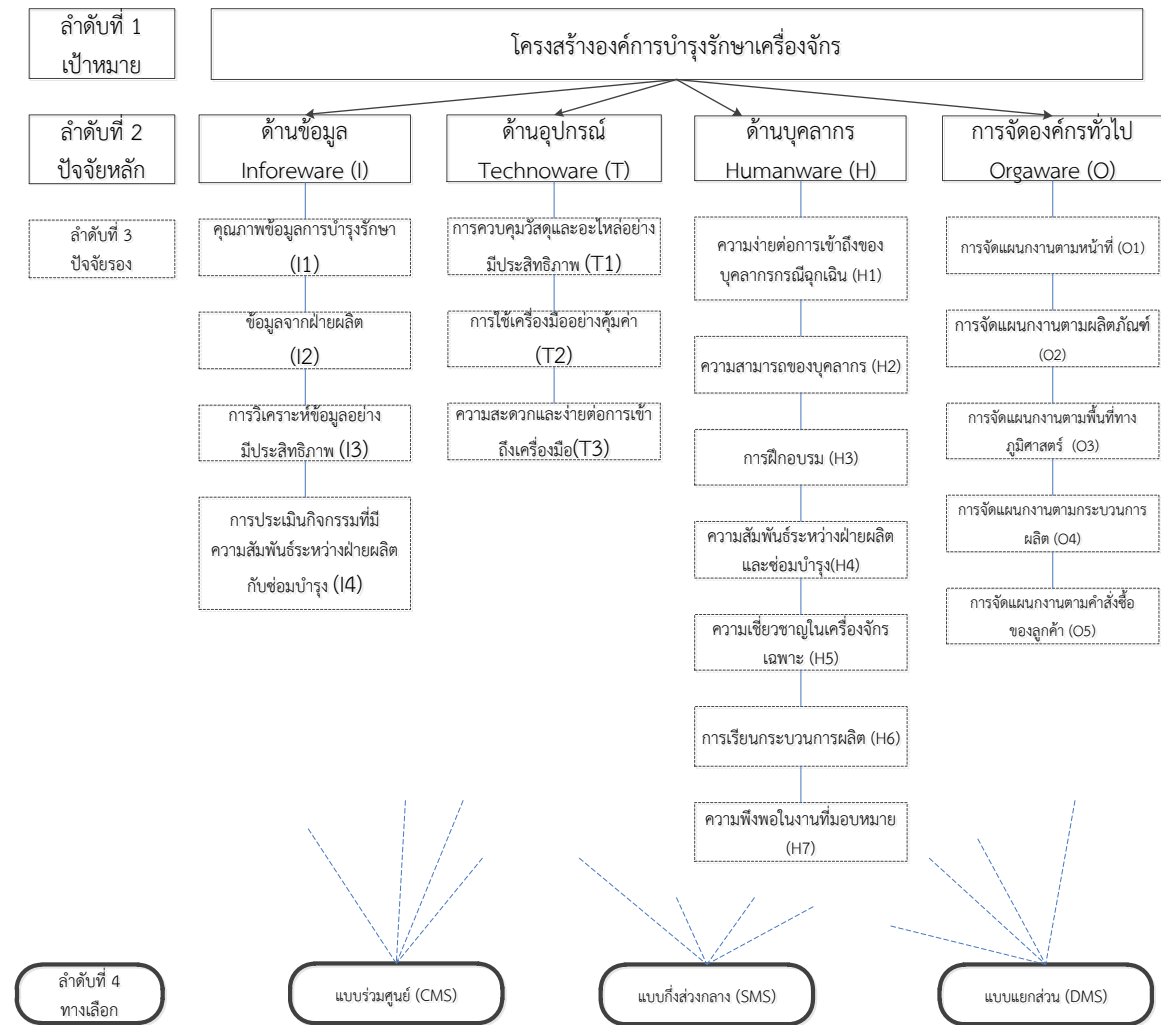 ลำดับที่ 1
เป้าหมาย
โครงสร้างองค์การบำรุงรักษาเครื่องจักร
ลำดับที่ 2
ปัจจัยหลัก
ด้านข้อมูล
Inforeware (I)
ด้านอุปกรณ์
Technoware (T)
ด้านบุคลากร
Humanware (H)
การจัดองค์กรทั่วไป
Orgaware (O)
ลำดับที่ 3
ปัจจัยรอง
คุณภาพข้อมูลการบำรุงรักษา
(I1)
ข้อมูลจากฝ่ายผลิต
(I2)
การวิเคราะห์ข้อมูลอย่าง
มีประสิทธิภาพ (I3)
การประเมินกิจกรรมที่มี
ความสัมพันธ์ระหว่างฝ่ายผลิต
กับซ่อมบำรุง (I4)
การควบคุมวัสดุและอะไหล่อย่าง
มีประสิทธิภาพ (T1)
การใช้เครื่องมืออย่างคุ้มค่า
(T2)
ความสะดวกและง่ายต่อการเข้า
ถึงเครื่องมือ(T3)
ความง่ายต่อการเข้าถึงของ
บุคลากรกรณีฉุกเฉิน (H1)
ความสามารถของบุคลากร (H2)
การฝึกอบรม (H3)
ความสัมพันธ์ระหว่างฝ่ายผลิต
และซ่อมบำรุง(H4)
ความเชี่ยวชาญในเครื่องจักร
เฉพาะ (H5)
การเรียนกระบวนการผลิต (H6)
ความพึงพอในงานที่มอบหมาย
(H7)
การจัดแผนกงานตามหน้าที่ (O1)
การจัดแผนกงานตามผลิตภัณฑ์
(O2)
การจัดแผนกงานตามพื้นที่ทาง
ภูมิศาสตร์ (O3)
การจัดแผนกงานตามกระบวนการ
ผลิต (O4)
การจัดแผนกงานตามคำสั่งซื้อ
ของลูกค้า (O5)
ลำดับที่ 4
ทางเลือก
แบบร่วมศูนย์ (CMS)
แบบกึ่งส่วงกลาง (SMS)
แบบแยกส่วน (DMS)